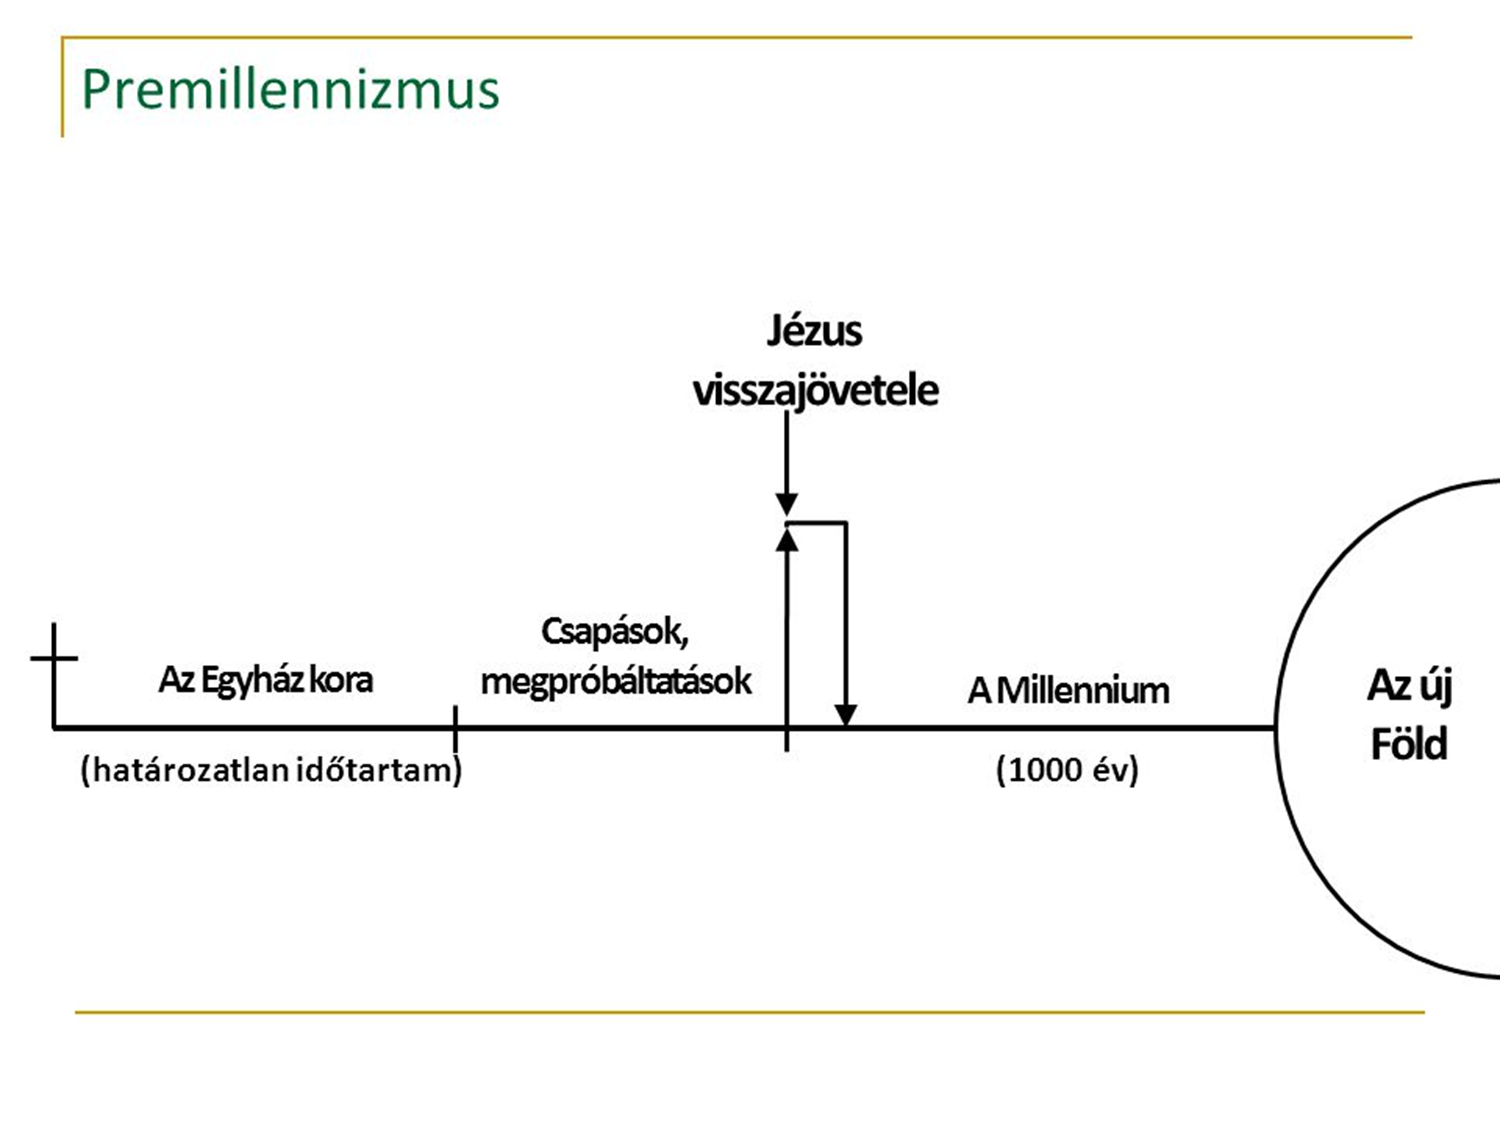 Premillennizmus
Jézus
visszajövetele
Csapások,
megpróbáltatások
Az Egyház kora
(határozatlan időtartam)
A Millennium
(1000 év)
Az új
Föld